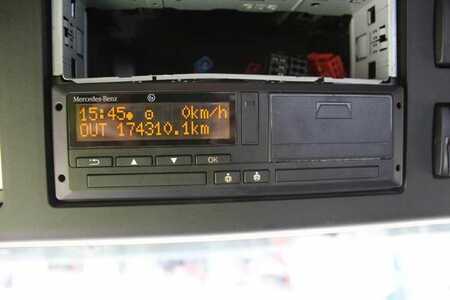 Mercedes-Benz
15:45 0km/h
OUT 174310.1km
OK